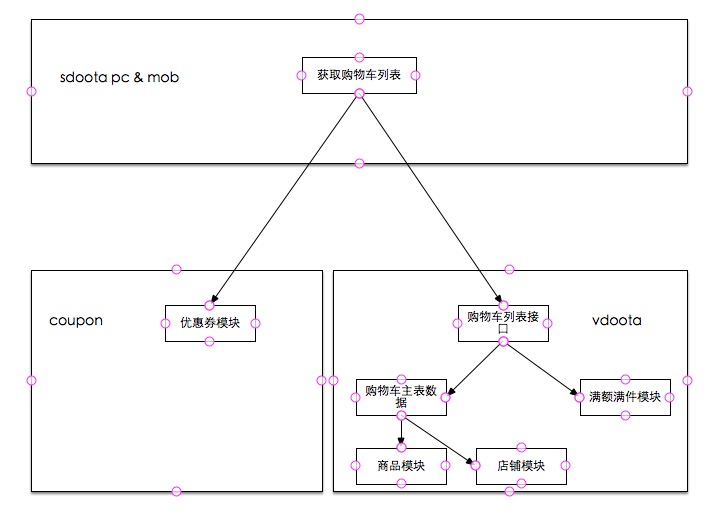 sdoota pc & mob
获取购物车列表
coupon
优惠券模块
购物车列表接
口
vdoota
购物车主表数
据
满额满件模块
商品模块
店铺模块